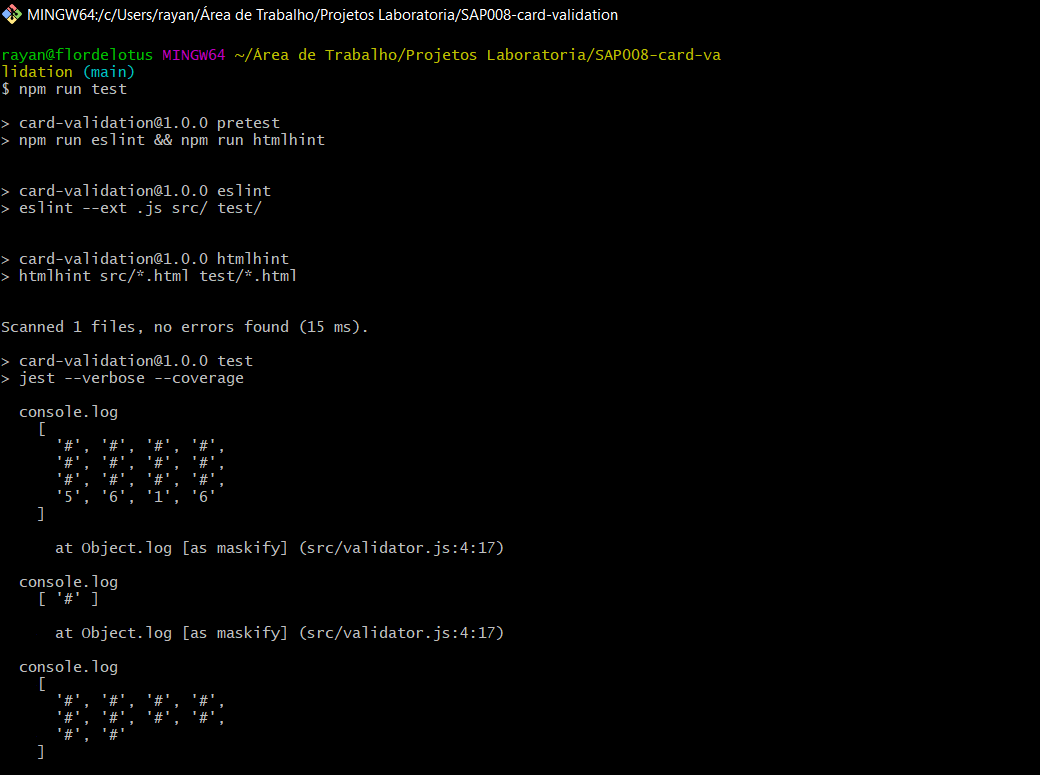 MINGW64:/c/Users/rayan/Área de Trabalho/Projetos Laboratoria/SAP008-card-validation
rayan@flordelotus MINGW64 ~/Área de Trabalho/Projetos Laboratoria/SAP008-card-va
lidation (main)
$ npm run test
> card-validation@1.0.0 pretest
> npm run eslint && npm run htmlhint
> card-validation@1.0.0 eslint
> eslint --ext .js src/ test/
> card-validation@1.0.0 htmlhint
> htmlhint src/*.html test/*.html
Scanned 1 files, no errors found (15 ms).
> card-validation@1.0.0 test
> jest --verbose --coverage
console.log
[
'#', '#', '#', '#',
'#', '#', '#', '#',
'#', '#', '#', '#',
'5', '6', '1', '6'
]
at Object.log [as maskify] (src/validator.js:4:17)
console.log
[ '#' ]
at Object.log [as maskify] (src/validator.js:4:17)
console.log
[
'#', '#', '#', '#',
'#', '#', '#', '#',
'#', '#'
]